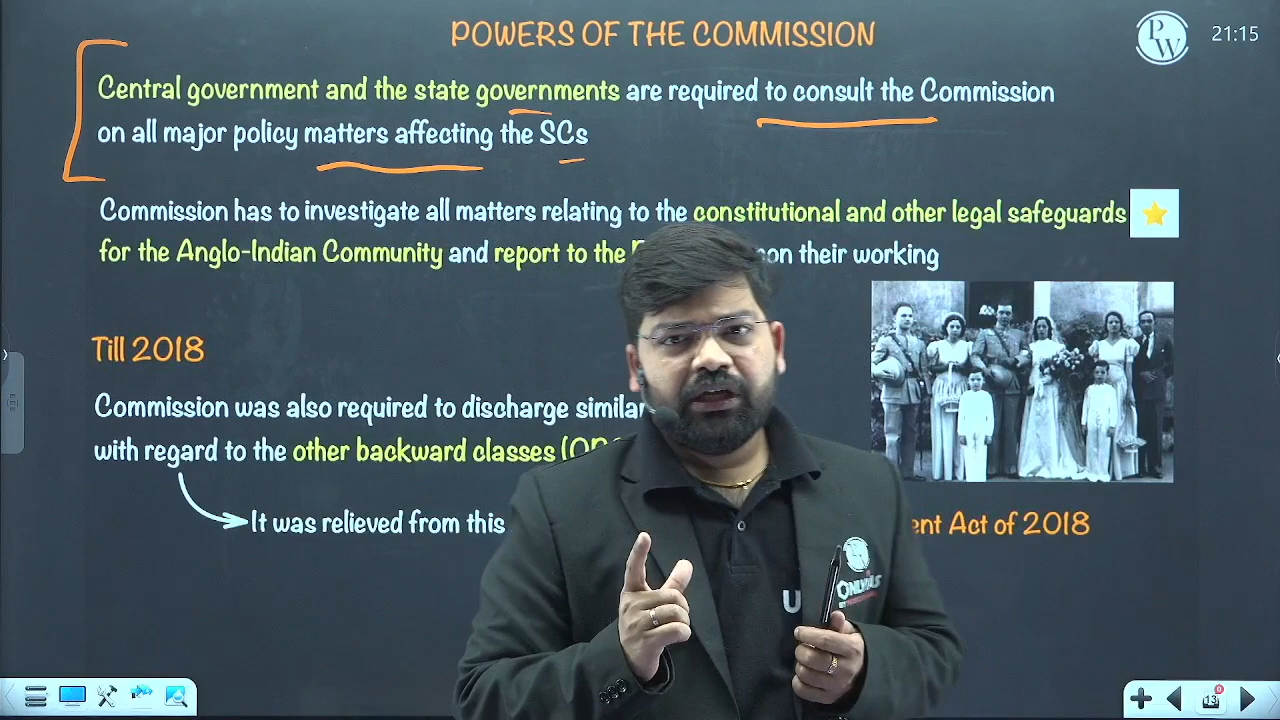 POWERS OF THE COMMISSION
PW
21:15
Central government and the state governments are required to consult the Commission
on all major policy matters affecting the SCs
Commission has to investigate all matters relating to the constitutional and other legal safeguards
for the Anglo-Indian Community and report to the
on their working
Till 2018
Commission was also required to discharge similar
with regard to the other backward classes
It was relieved from this
Act of 2018
ONLYIAS
U
13